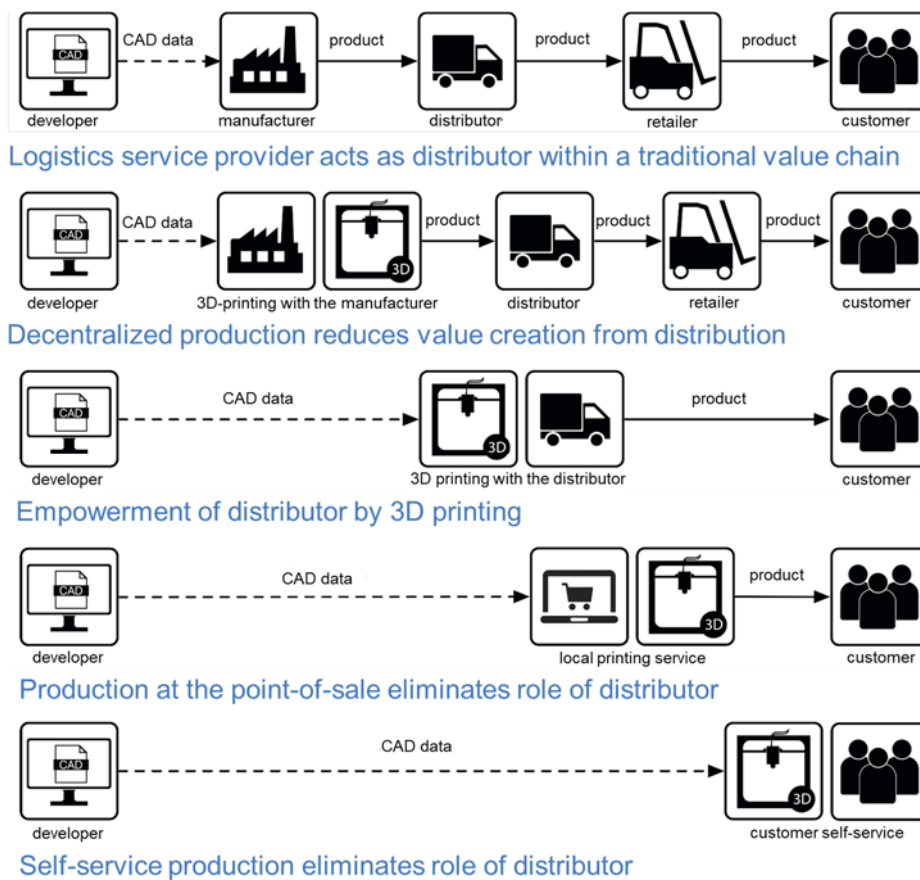 CAD data product product product
CAD
developer manufacturer distributor retailer customer
Logistics service provider acts as distributor within a traditional value chain
CAD data product product product
CAD 3D
developer 3D-printing with the manufacturer distributor retailer customer
Decentralized production reduces value creation from distribution
CAD data product
CAD 3D
developer 3D printing with the distributor customer
Empowerment of distributor by 3D printing
CAD data product
CAD 3D
developer local printing service customer
Production at the point-of-sale eliminates role of distributor
CAD data
CAD 3D
developer customer self-service
Self-service production eliminates role of distributor